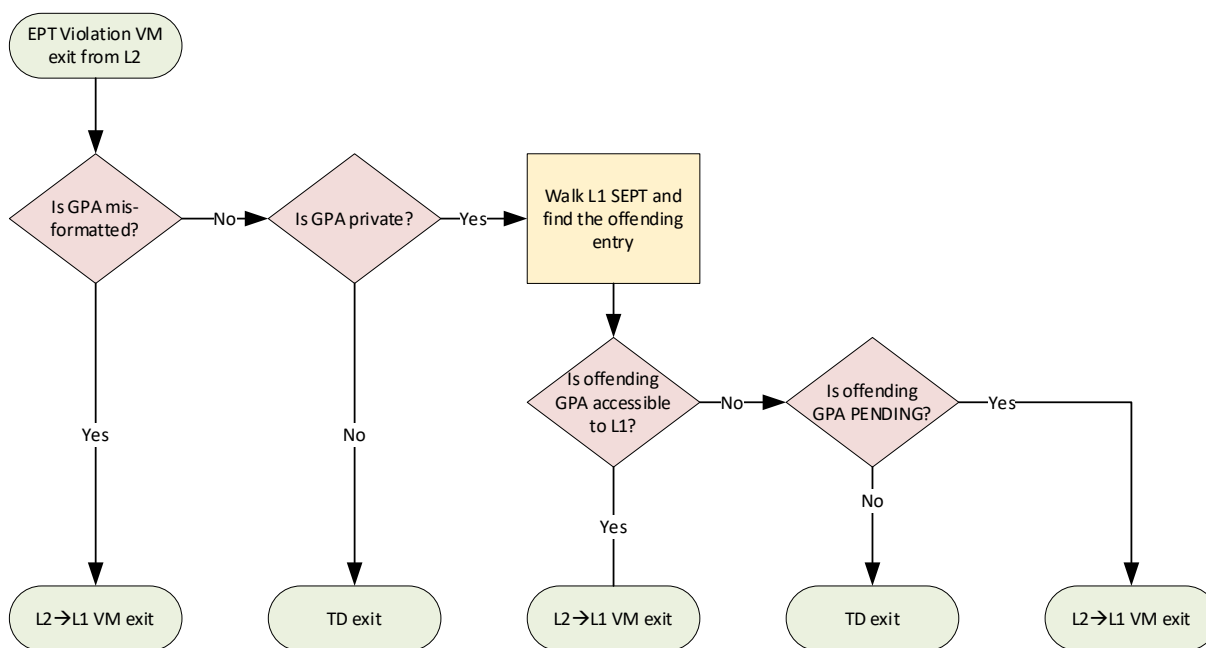 EPT Violation VM
exit from L2
Is GPA mis-
formatted?
No
Is GPA private?
Yes
Walk L1 SEPT and
find the offending
entry
Is offending
GPA accessible
to L1?
No
Is offending
GPA PENDING?
Yes
Yes
No
Yes
No
L2→L1 VM exit
TD exit
L2→L1 VM exit
TD exit
L2→L1 VM exit